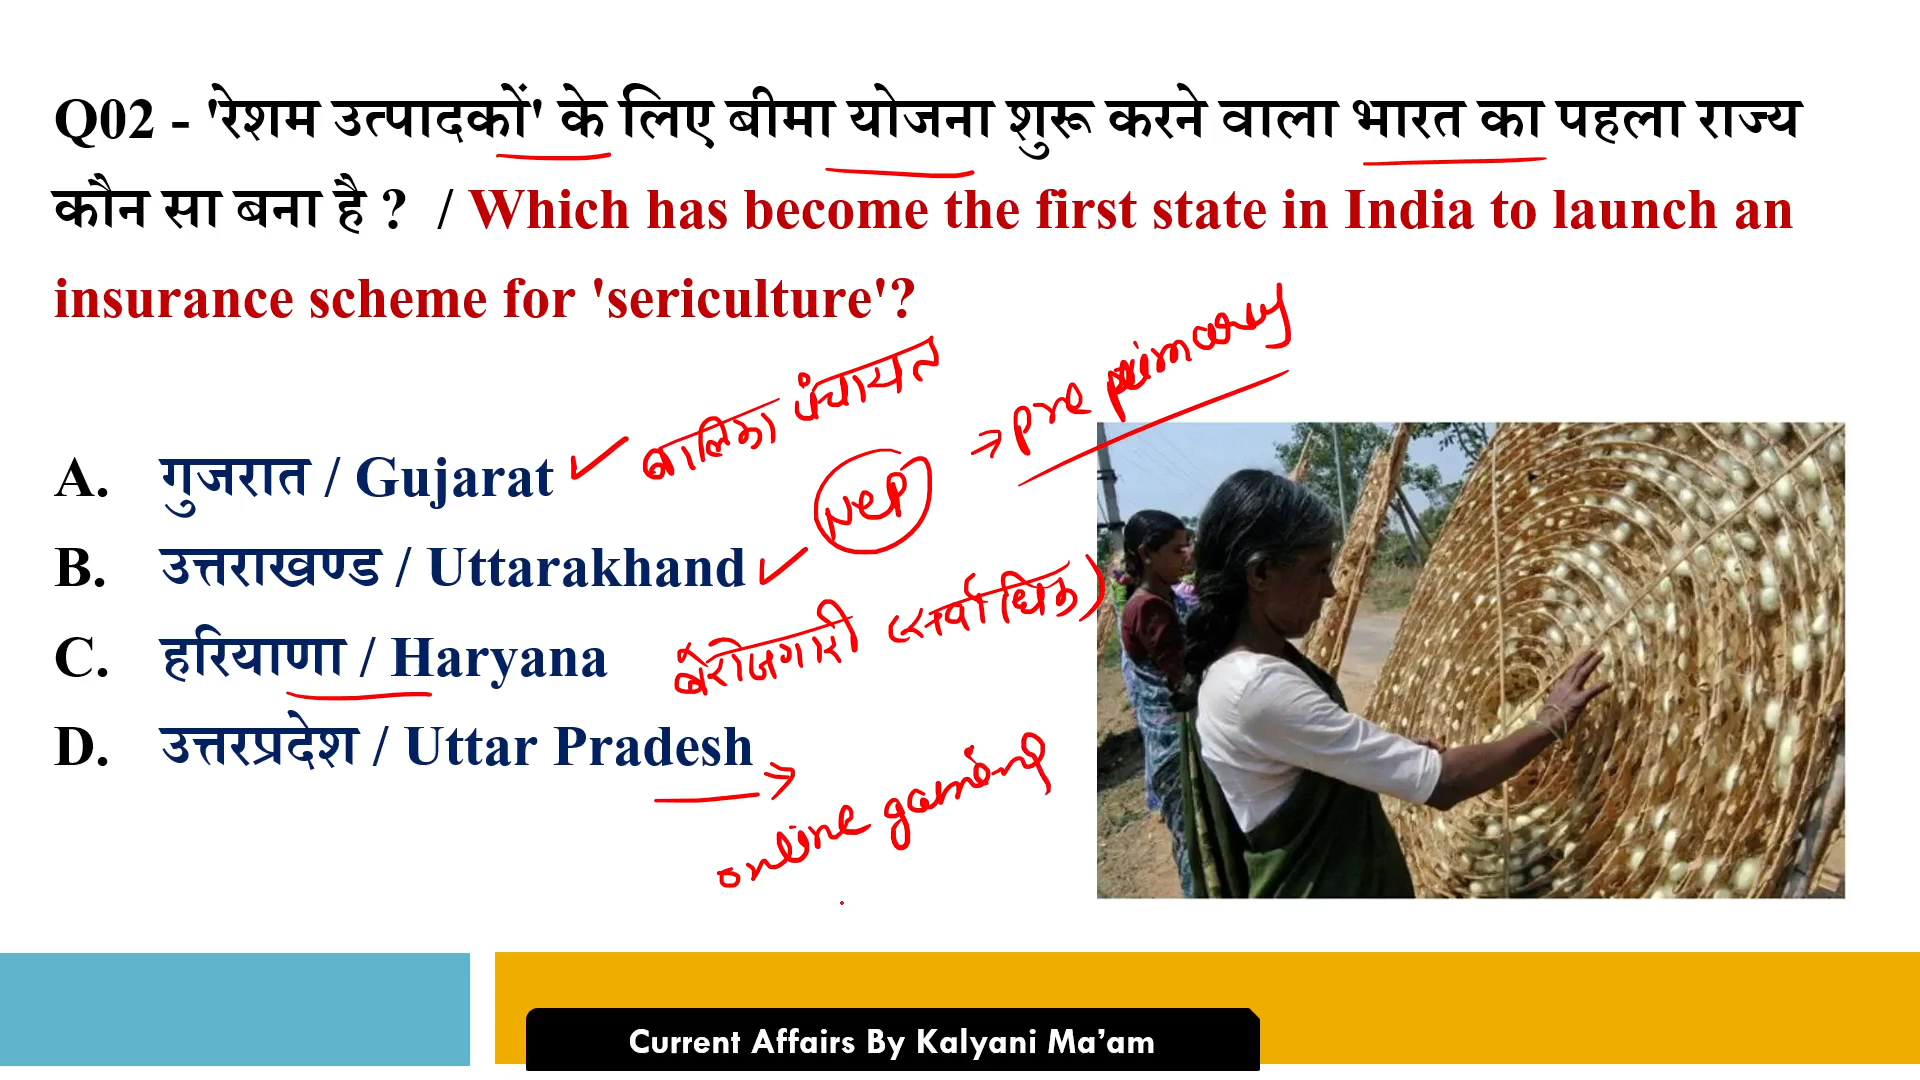 Q02 - 'रेशम उत्पादकों' के लिए बीमा योजना शुरू करने वाला भारत का पहला राज्य
कौन सा बना है ? / Which has become the first state in India to launch an
insurance scheme for 'sericulture'?
A. गुजरात / Gujarat
बालिका पंचायत
B. उत्तराखण्ड / Uttarakhand
NEP
pre primary
C. हरियाणा / Haryana
बेरोजगारी (सर्वाधिक)
D. उत्तरप्रदेश / Uttar Pradesh
online gaming
Current Affairs By Kalyani Ma’am